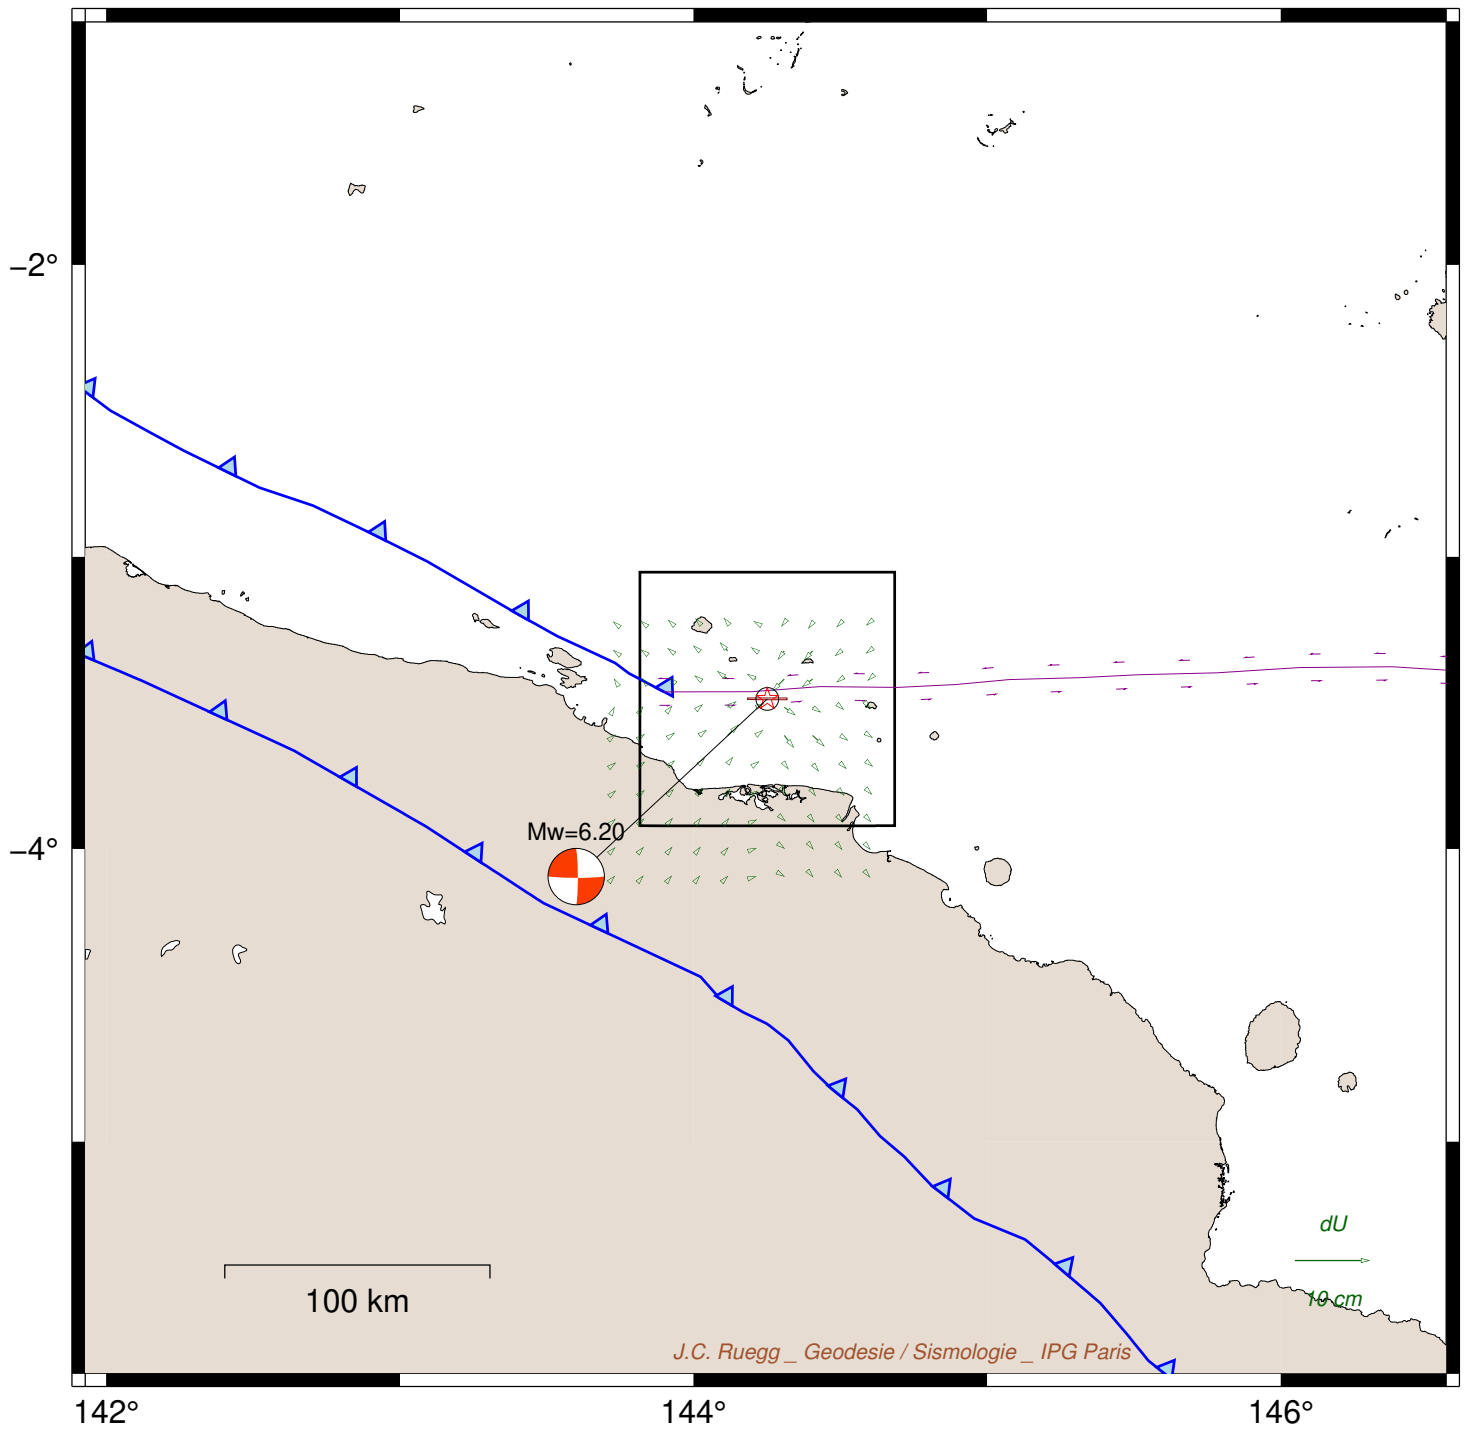 −2°
Mw=6.20
−4°
dU
10 cm
100 km
J.C. Ruegg _ Geodesie / Sismologie _ IPG Paris
142°
144°
146°